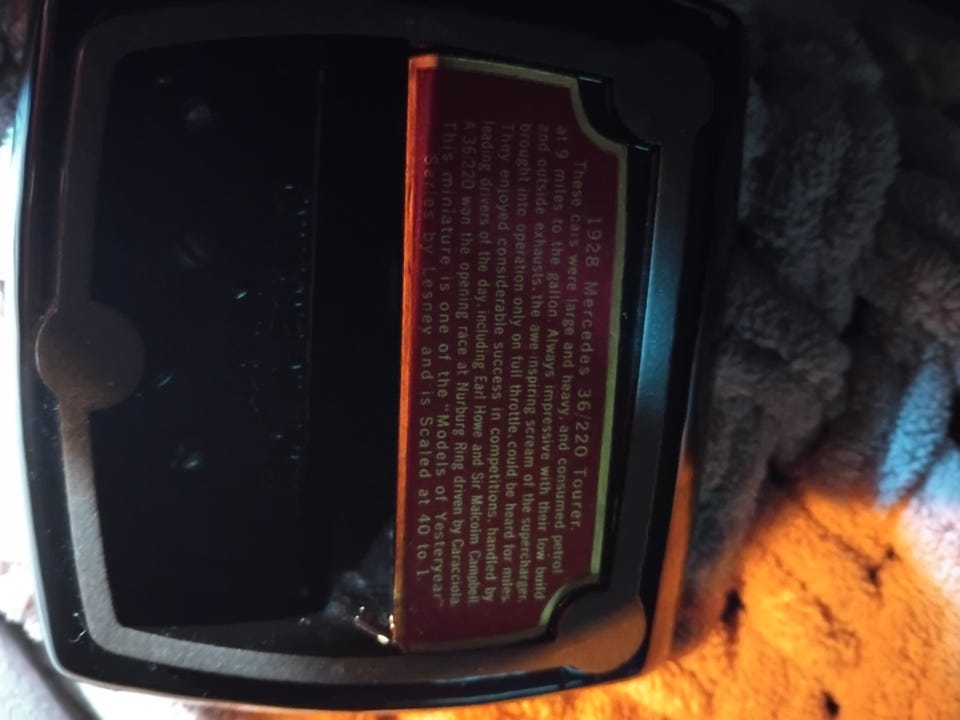 1928 Mercedes 36/220 Tourer.
These cars were large and heavy, and consumed petrol
at 9 miles to the gallon. Always impressive with their low build
and outside exhausts, the awe-inspiring scream of the supercharger,
brought into operation only on full throttle, could be heard for miles.
They enjoyed considerable success in competitions, handled by
leading drivers of the day, including Earl Howe and Sir Malcolm Campbell.
A 36/220 won the opening race at Nurburg Ring driven by Caracciola.
This miniature is one of the "Models of Yesteryear"
Series by Lesney and is Scaled at 40 to 1.